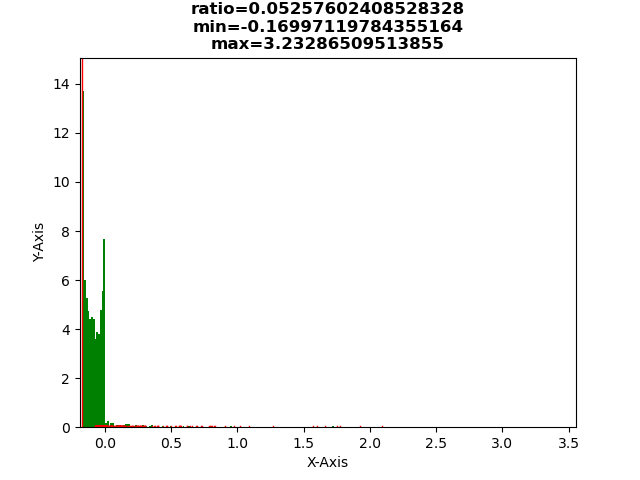 ratio=0.05257602408528328
min=-0.16997119784355164
max=3.23286509513855
14
12
10
8
6
4
2
0
Y-Axis
0.0 0.5 1.0 1.5 2.0 2.5 3.0 3.5
X-Axis